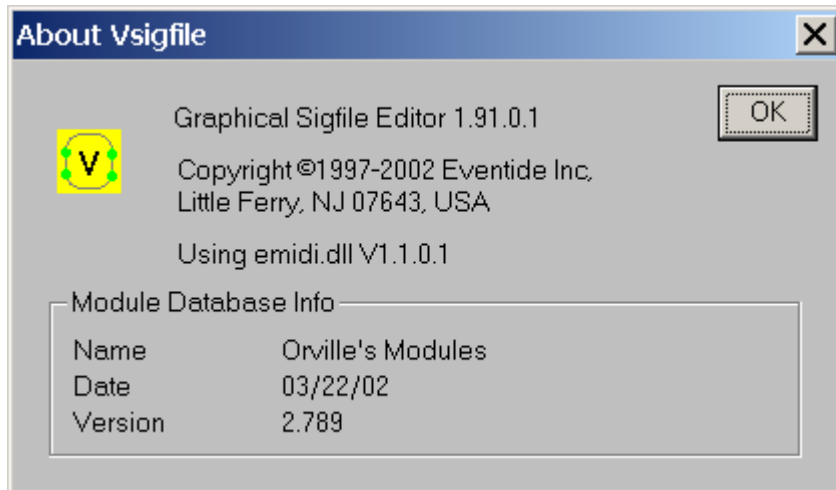 About Vsigfile
OK
Graphical Sigfile Editor 1.91.0.1
V
Copyright ©1997-2002 Eventide Inc,
Little Ferry, NJ 07643, USA
Using emidi.dll V1.1.0.1
Module Database Info
Name Orville's Modules
Date 03/22/02
Version 2.789